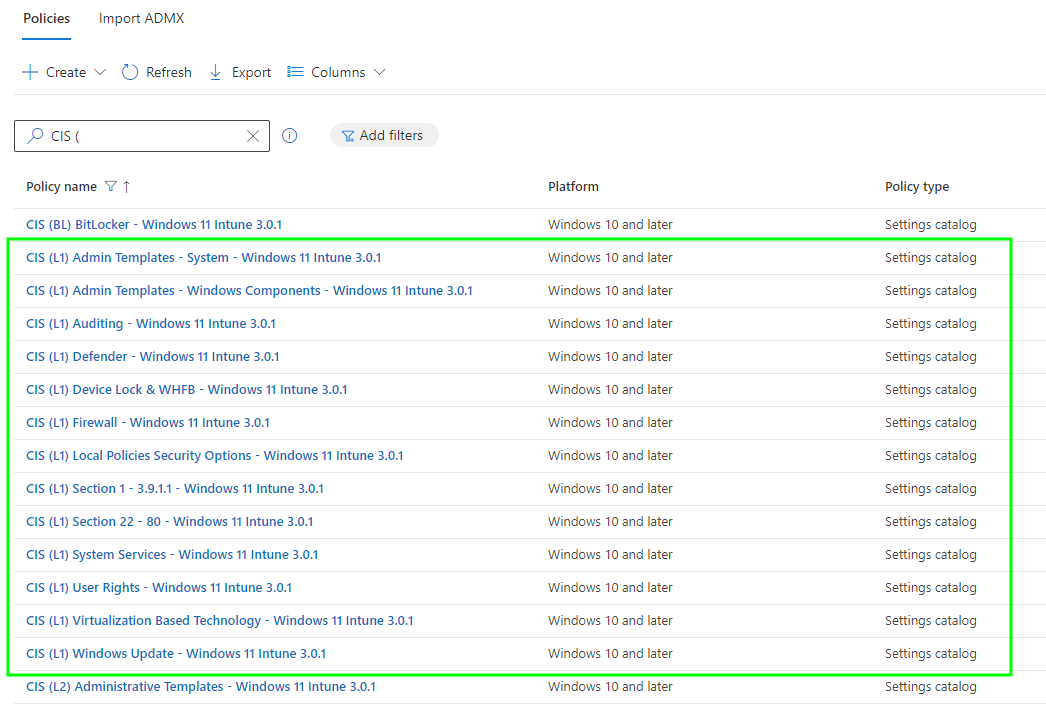 Policies Import ADMX
Create Refresh Export Columns
CIS ( Add filters
Policy name Platform Policy type
CIS (BL) BitLocker - Windows 11 Intune 3.0.1 Windows 10 and later Settings catalog
CIS (L1) Admin Templates - System - Windows 11 Intune 3.0.1 Windows 10 and later Settings catalog
CIS (L1) Admin Templates - Windows Components - Windows 11 Intune 3.0.1 Windows 10 and later Settings catalog
CIS (L1) Auditing - Windows 11 Intune 3.0.1 Windows 10 and later Settings catalog
CIS (L1) Defender - Windows 11 Intune 3.0.1 Windows 10 and later Settings catalog
CIS (L1) Device Lock & WHFB - Windows 11 Intune 3.0.1 Windows 10 and later Settings catalog
CIS (L1) Firewall - Windows 11 Intune 3.0.1 Windows 10 and later Settings catalog
CIS (L1) Local Policies Security Options - Windows 11 Intune 3.0.1 Windows 10 and later Settings catalog
CIS (L1) Section 1 - 3.9.1.1 - Windows 11 Intune 3.0.1 Windows 10 and later Settings catalog
CIS (L1) Section 22 - 80 - Windows 11 Intune 3.0.1 Windows 10 and later Settings catalog
CIS (L1) System Services - Windows 11 Intune 3.0.1 Windows 10 and later Settings catalog
CIS (L1) User Rights - Windows 11 Intune 3.0.1 Windows 10 and later Settings catalog
CIS (L1) Virtualization Based Technology - Windows 11 Intune 3.0.1 Windows 10 and later Settings catalog
CIS (L1) Windows Update - Windows 11 Intune 3.0.1 Windows 10 and later Settings catalog
CIS (L2) Administrative Templates - Windows 11 Intune 3.0.1 Windows 10 and later Settings catalog